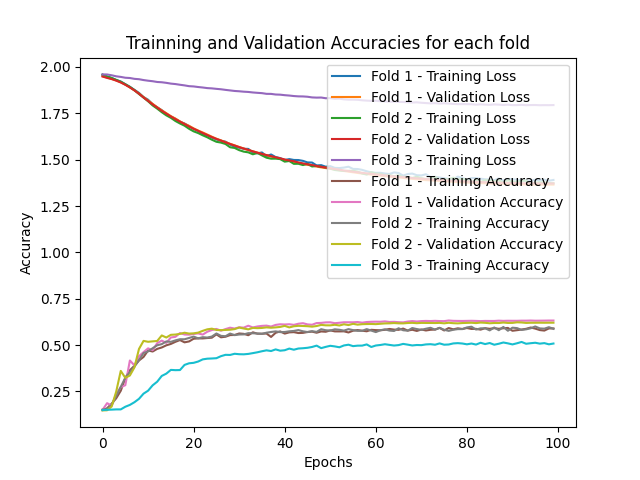 Trainning and Validation Accuracies for each fold
Accuracy
2.00
1.75
1.50
1.25
1.00
0.75
0.50
0.25
Fold 1 - Training Loss
Fold 1 - Validation Loss
Fold 2 - Training Loss
Fold 2 - Validation Loss
Fold 3 - Training Loss
Fold 1 - Training Accuracy
Fold 1 - Validation Accuracy
Fold 2 - Training Accuracy
Fold 2 - Validation Accuracy
Fold 3 - Training Accuracy
0 20 40 60 80 100
Epochs